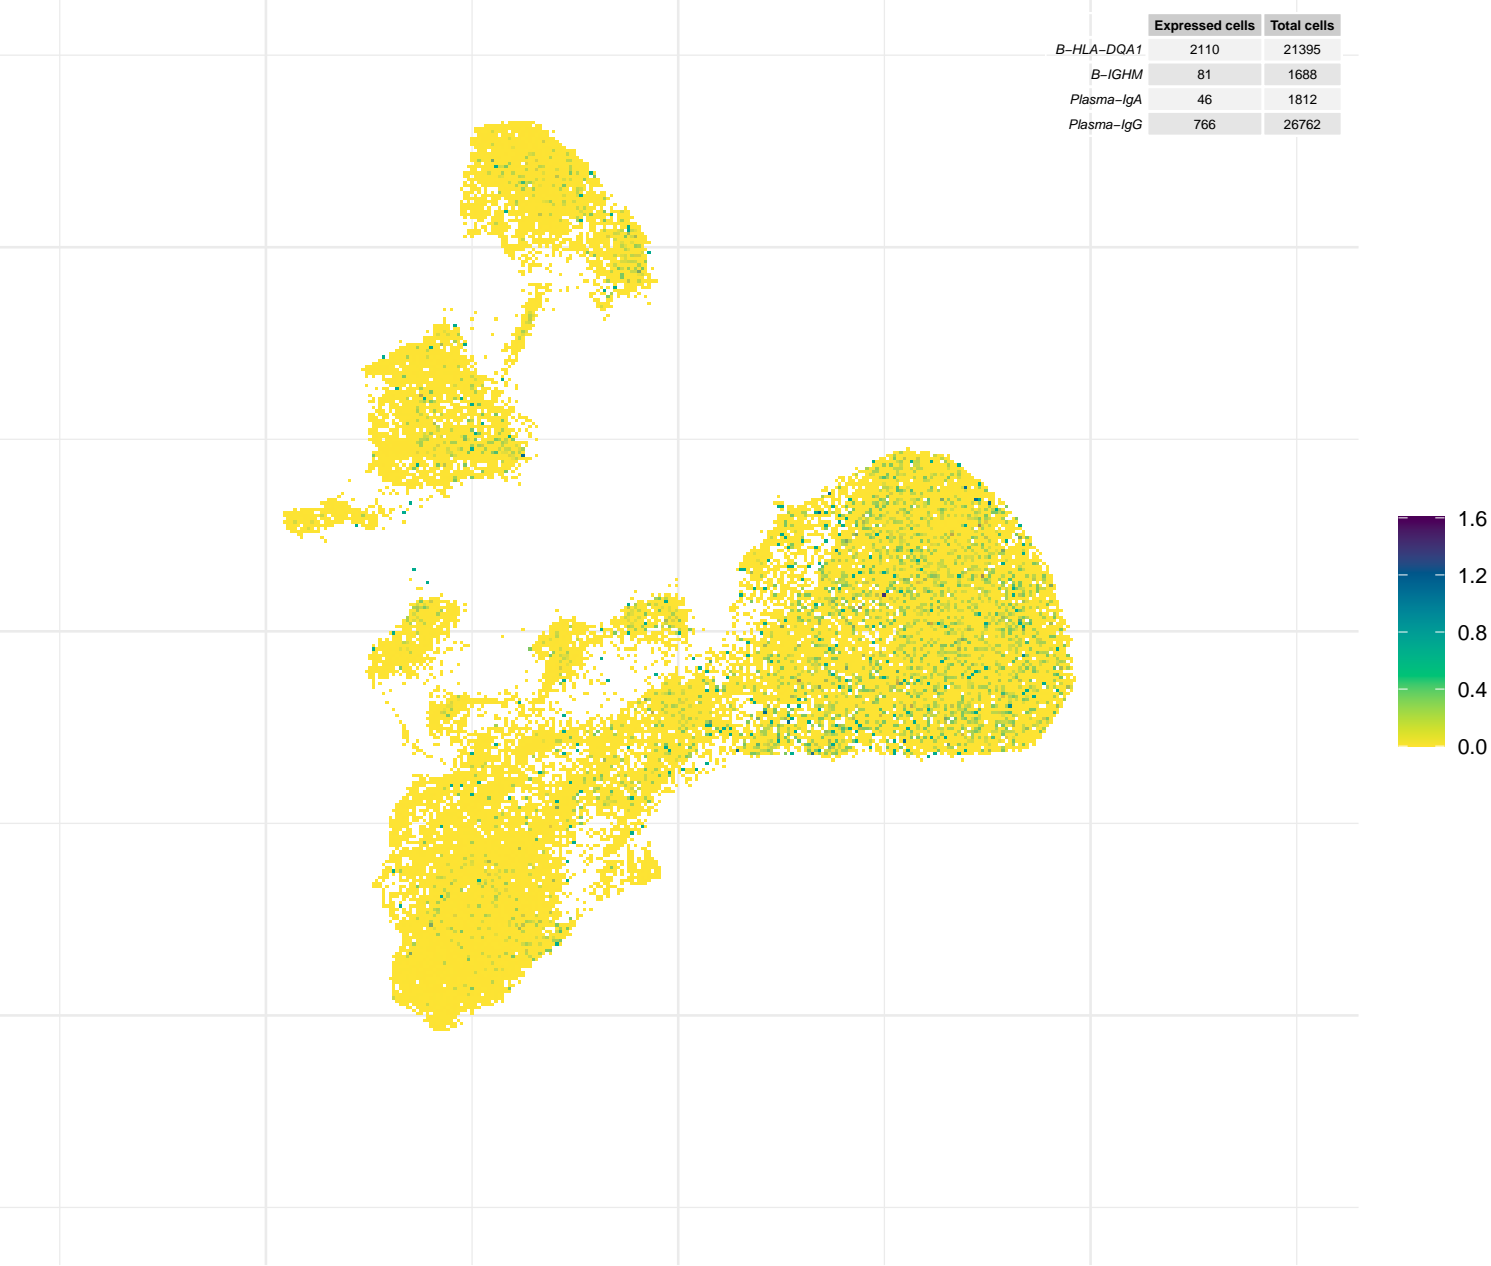 Expressed cells Total cells
B−HLA−DQA1 2110 21395
B−IGHM 81 1688
Plasma−IgA 46 1812
Plasma−IgG 766 26762
1.6
1.2
0.8
0.4
0.0